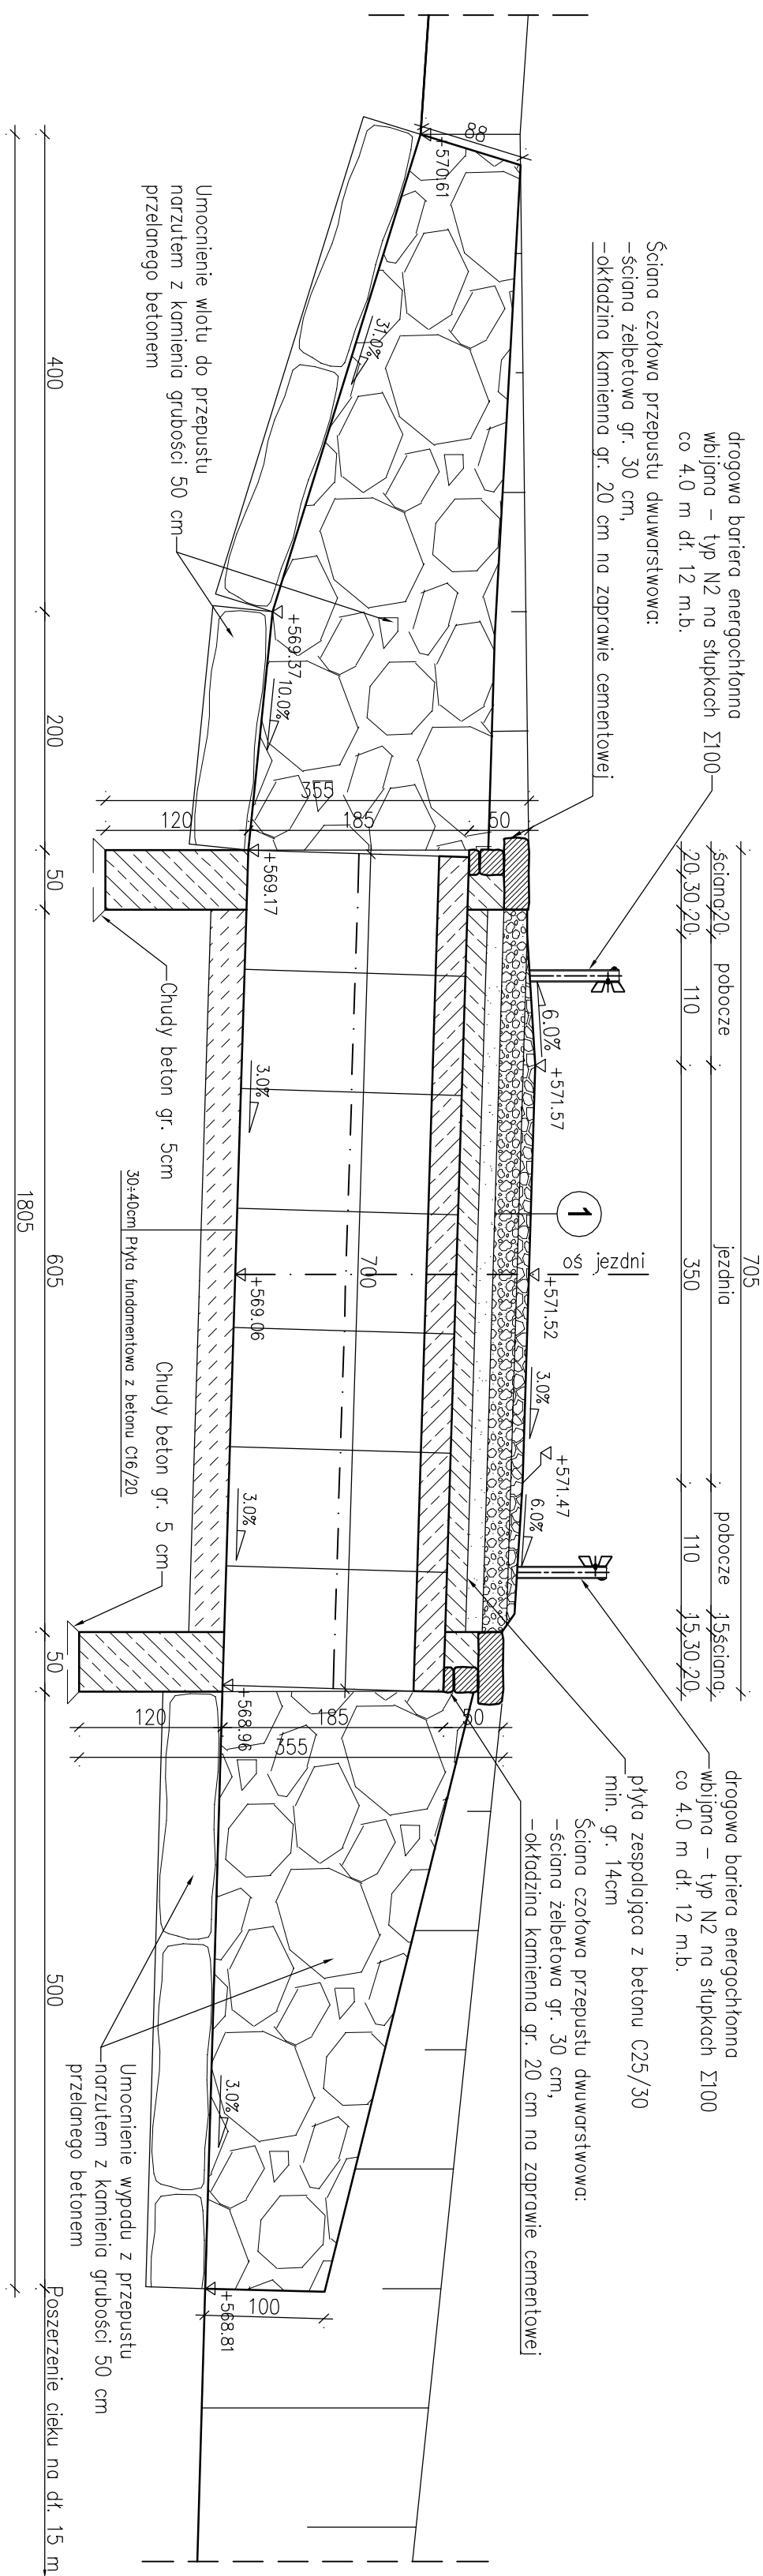 drogowa bariera energochłonna
wbijana - typ N2 na słupkach Σ100
co 4.0 m dł. 12 m.b.
Ściana czołowa przepustu dwuwarstwowa:
-ściana żelbetowa gr. 30 cm,
-okładzina kamienna gr. 20 cm na zaprawie cementowej
705
ściana 20 pobocze jezdnia pobocze 15 ściana
20 30 20 110 350 110 15 30 20
drogowa bariera energochłonna
wbijana - typ N2 na słupkach Σ100
co 4.0 m dł. 12 m.b.
płyta zespalająca z betonu C25/30
min. gr. 14cm
Ściana czołowa przepustu dwuwarstwowa:
-ściana żelbetowa gr. 30 cm,
-okładzina kamienna gr. 20 cm na zaprawie cementowej
oś jezdni
1
6.0%
+571.57
+571.52
3.0%
+571.47
6.0%
88
+570.61
31.0%
+569.37
10.0%
355
120 185 50
+569.17
3.0%
700
+569.06
3.0%
+568.96
120 185 50
355
3.0%
100
+568.81
Umocnienie wlotu do przepustu
narzutem z kamienia grubości 50 cm
przelanego betonem
Chudy beton gr. 5cm
30÷40cm Płyta fundamentowa z betonu C16/20
Chudy beton gr. 5 cm
Umocnienie wypadu z przepustu
narzutem z kamienia grubości 50 cm
przelanego betonem
400 200 50 605 50 500 Poszerzenie cieku na dł. 15 m
1805